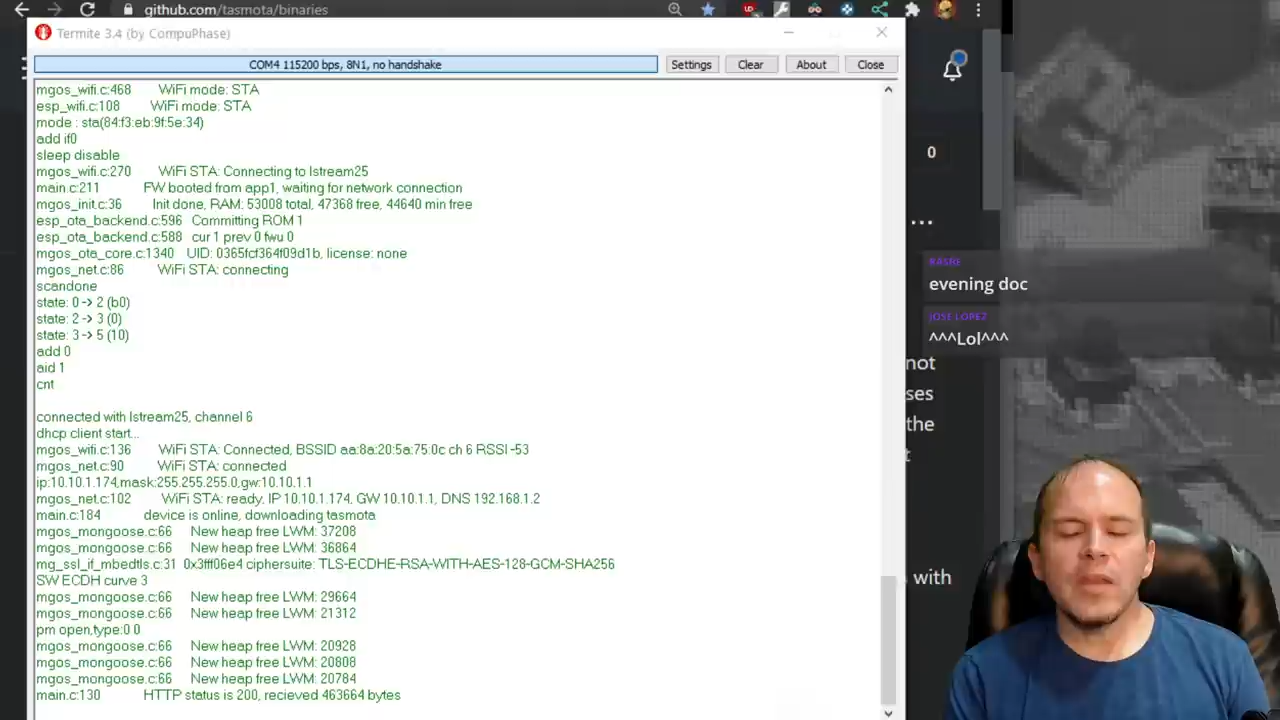 github.com/tasmota/binaries
Termite 3.4 (by CompuPhase)
COM4 115200 bps, 8N1, no handshake
Settings
Clear
About
Close
mgos_wifi.c:468 WiFi mode: STA
esp_wifi.c:108 WiFi mode: STA
mode : sta(84:f3:eb:9f:5e:34)
add if0
sleep disable
mgos_wifi.c:270 WiFi STA: Connecting to lstream25
main.c:211 FW booted from app1, waiting for network connection
mgos_init.c:36 Init done, RAM: 53008 total, 47368 free, 44640 min free
esp_ota_backend.c:596 Committing ROM 1
esp_ota_backend.c:588 cur 1 prev 0 fwu 0
mgos_ota_core.c:1340 UID: 0365fcf364f09d1b, license: none
mgos_net.c:86 WiFi STA: connecting
scandone
state: 0 -> 2 (b0)
state: 2 -> 3 (0)
state: 3 -> 5 (10)
add 0
aid 1
cnt
connected with lstream25, channel 6
dhcp client start...
mgos_wifi.c:136 WiFi STA: Connected, BSSID aa:8a:20:5a:75:0c ch 6 RSSI -53
mgos_net.c:90 WiFi STA: connected
ip:10.10.1.174,mask:255.255.255.0,gw:10.10.1.1
mgos_net.c:102 WiFi STA: ready, IP 10.10.1.174, GW 10.10.1.1, DNS 192.168.1.2
main.c:184 device is online, downloading tasmota
mgos_mongoose.c:66 New heap free LWM: 37208
mgos_mongoose.c:66 New heap free LWM: 36864
mg_ssl_if_mbedtls.c:31 0x3fff06e4 ciphersuite: TLS-ECDHE-RSA-WITH-AES-128-GCM-SHA256
SW ECDH curve 3
mgos_mongoose.c:66 New heap free LWM: 29664
mgos_mongoose.c:66 New heap free LWM: 21312
pm open,type:0 0
mgos_mongoose.c:66 New heap free LWM: 20928
mgos_mongoose.c:66 New heap free LWM: 20808
mgos_mongoose.c:66 New heap free LWM: 20784
main.c:130 HTTP status is 200, recieved 463664 bytes
0
...
RASRE
evening doc
JOSE LOPEZ
^^^Lol^^^
not
ses
the
with